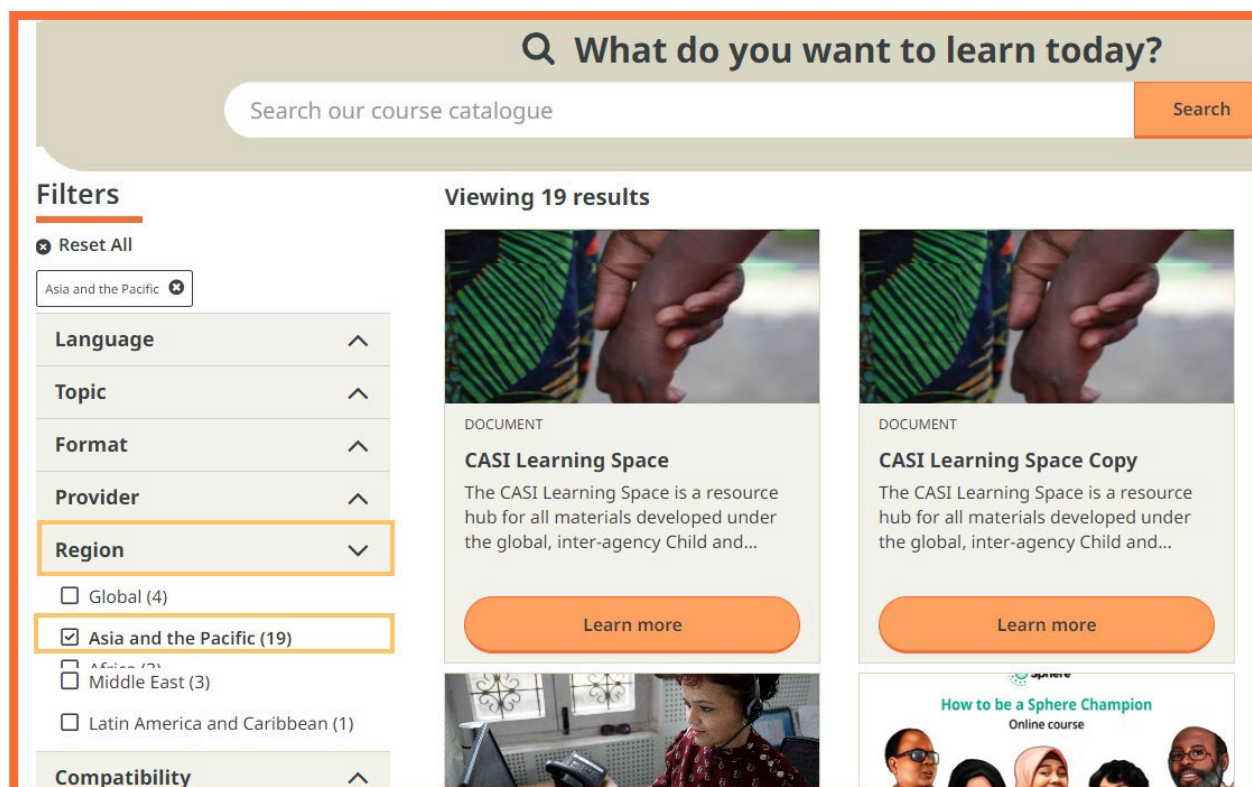 What do you want to learn today?
Search our course catalogue
Search
Filters
Reset All
Asia and the Pacific
Language
Topic
Format
Provider
Region
Global (4)
Asia and the Pacific (19)
Middle East (3)
Latin America and Caribbean (1)
Compatibility
Viewing 19 results
DOCUMENT
CASI Learning Space
The CASI Learning Space is a resource
hub for all materials developed under
the global, inter-agency Child and...
Learn more
DOCUMENT
CASI Learning Space Copy
The CASI Learning Space is a resource
hub for all materials developed under
the global, inter-agency Child and...
Learn more
sphere
How to be a Sphere Champion
Online course